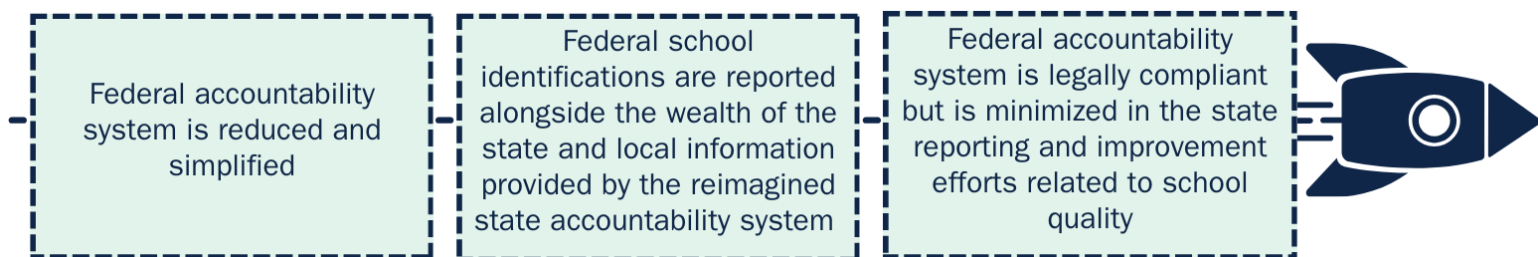 Federal accountability
system is reduced and
simplified
Federal school
identifications are reported
alongside the wealth of the
state and local information
provided by the reimagined
state accountability system
Federal accountability
system is legally compliant
but is minimized in the state
reporting and improvement
efforts related to school
quality